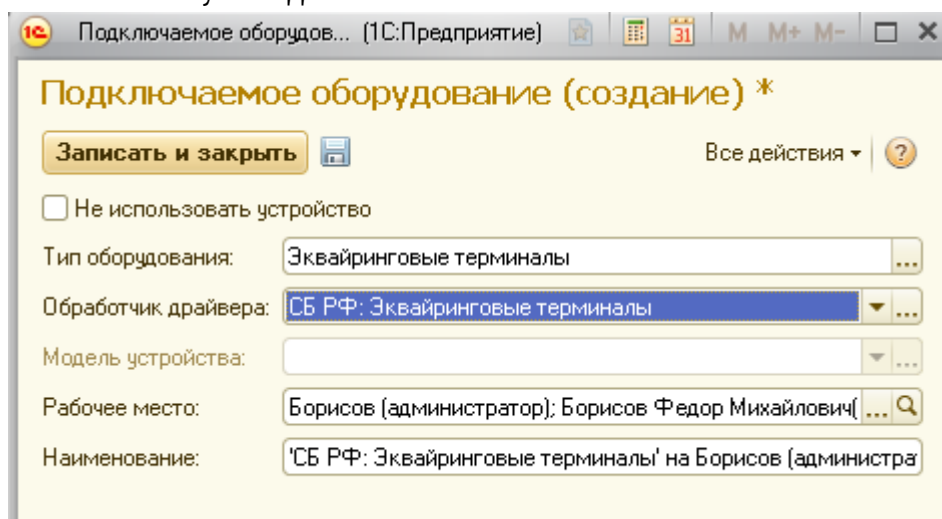 1С Подключаемое оборудов... (1С:Предприятие) 31 M M+ M-
Подключаемое оборудование (создание) *
Записать и закрыть Все действия ?
Не использовать устройство
Тип оборудования: Эквайринговые терминалы ...
Обработчик драйвера: СБ РФ: Эквайринговые терминалы ...
Модель устройства: ...
Рабочее место: Борисов (администратор); Борисов Федор Михайлович( ...
Наименование: 'СБ РФ: Эквайринговые терминалы' на Борисов (администра